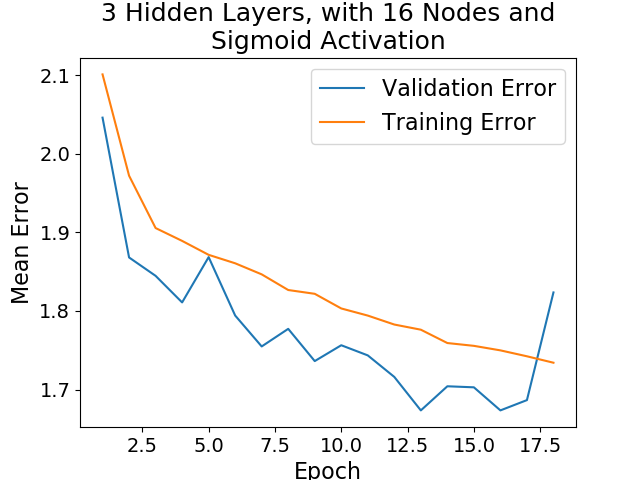 3 Hidden Layers, with 16 Nodes and
Sigmoid Activation
Validation Error
Training Error
Mean Error
2.1
2.0
1.9
1.8
1.7
2.5 5.0 7.5 10.0 12.5 15.0 17.5
Epoch